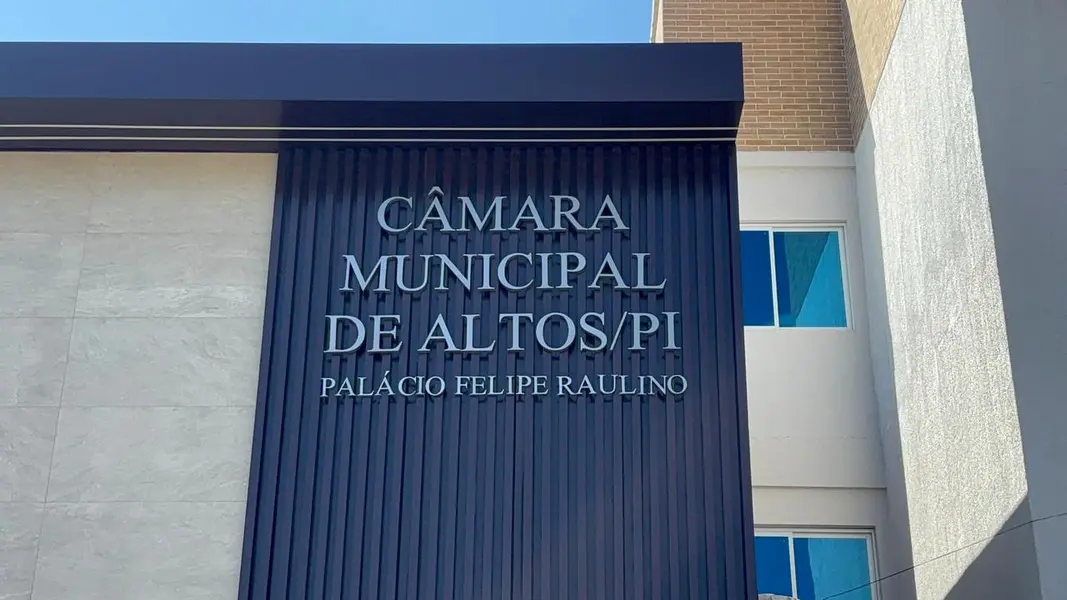 CÂMARA
MUNICIPAL
DE ALTOS/PI
PALÁCIO FELIPE RAULINO